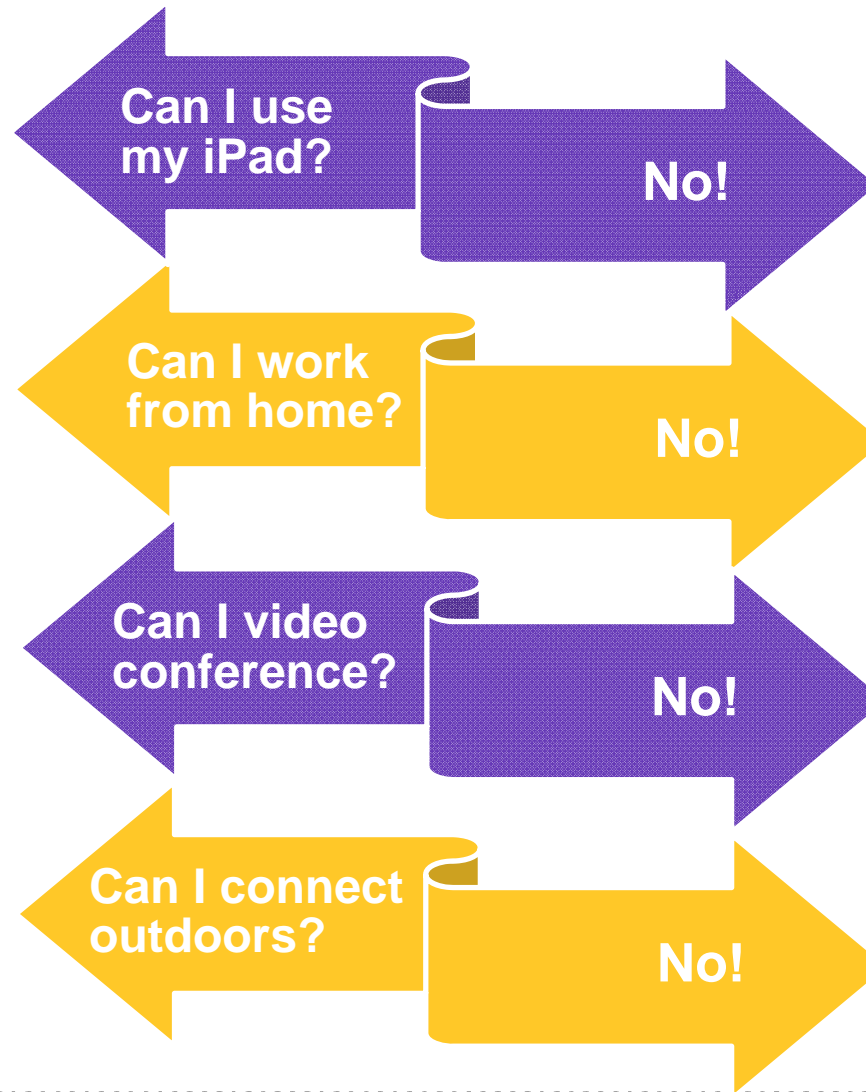 Can I use
my iPad?
No!
Can I work
from home?
No!
Can I video
conference?
No!
Can I connect
outdoors?
No!